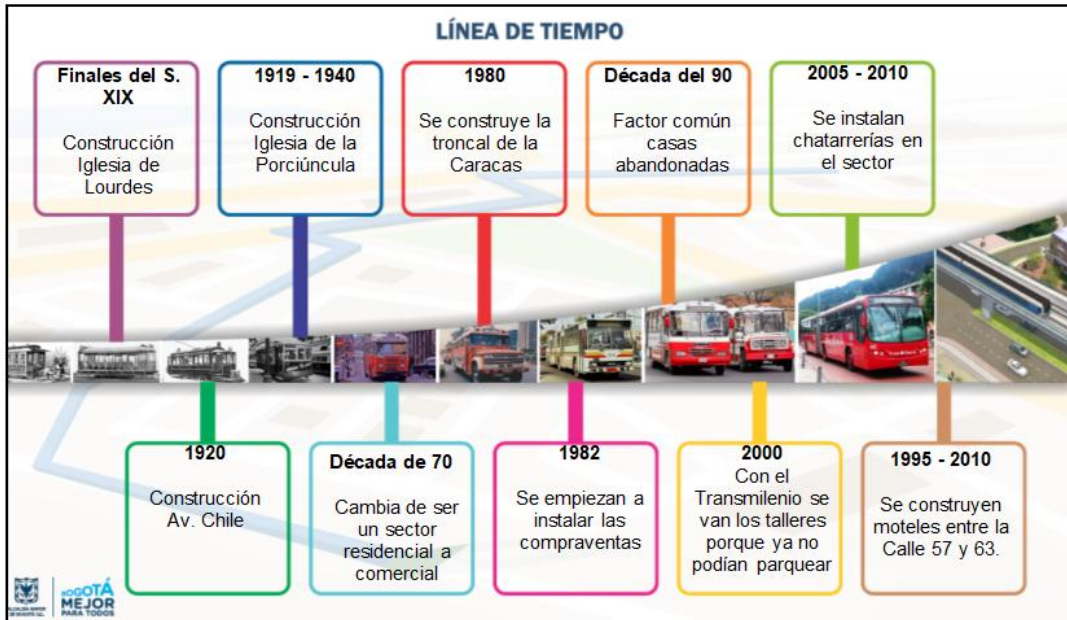 LÍNEA DE TIEMPO
Finales del S.
XIX
Construcción
Iglesia de
Lourdes
1919 - 1940
Construcción
Iglesia de la
Porciúncula
1980
Se construye la
troncal de la
Caracas
Década del 90
Factor común
casas
abandonadas
2005 - 2010
Se instalan
chatarrerías en
el sector
1920
Construcción
Av. Chile
Década de 70
Cambia de ser
un sector
residencial a
comercial
1982
Se empiezan a
instalar las
compraventas
2000
Con el
Transmilenio se
van los talleres
porque ya no
podían parquear
1995 - 2010
Se construyen
moteles entre la
Calle 57 y 63.
ALCALDÍA MAYOR
DE BOGOTÁ D.C.
BOGOTÁ
MEJOR
PARA TODOS